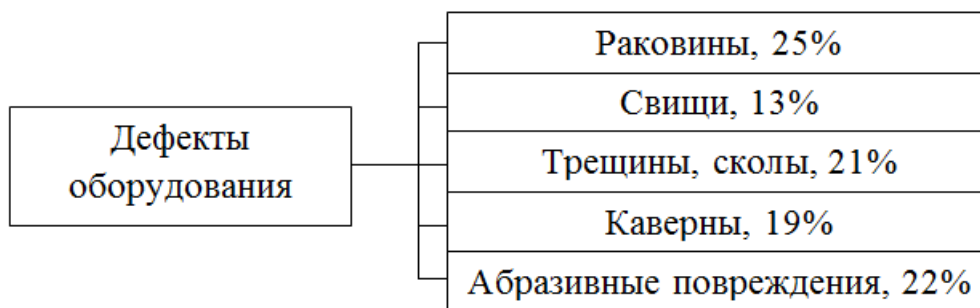 Дефекты
оборудования
Раковины, 25%
Свищи, 13%
Трещины, сколы, 21%
Каверны, 19%
Абразивные повреждения, 22%